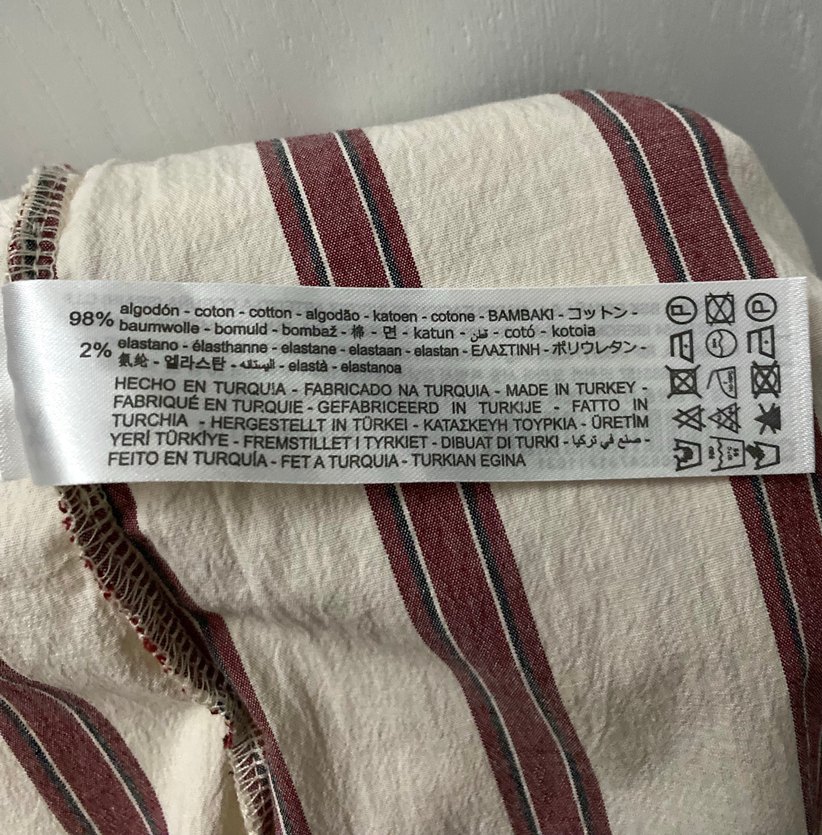 98% algodón - coton - cotton - algodão - katoen - cotone - BAMBAKI - コットン -
baumwolle - bomuld - bombaž - 棉 - 면 - katun - قطن - cotó - kotoia
2% elastano - élasthanne - elastane - elastaan - elastan - ΕΛΑΣΤΙΝΗ - ポリウレタン -
氨纶 - 엘라스탄 - اليستانه - elastà - elastanoa
HECHO EN TURQUIA - FABRICADO NA TURQUIA - MADE IN TURKEY -
FABRIQUÉ EN TURQUIE - GEFABRICEERD IN TURKIJE - FATTO IN
TURCHIA - HERGESTELLT IN TÜRKEI - ΚΑΤΑΣΚΕΥΗ ΤΟΥΡΚΙΑ - ÜRETİM
YERİ TÜRKİYE - FREMSTILLET I TYRKIET - DIBUAT DI TURKI - صنع في تركيا -
FEITO EN TURQUÍA - FET A TURQUIA - TURKIAN EGINA
P P